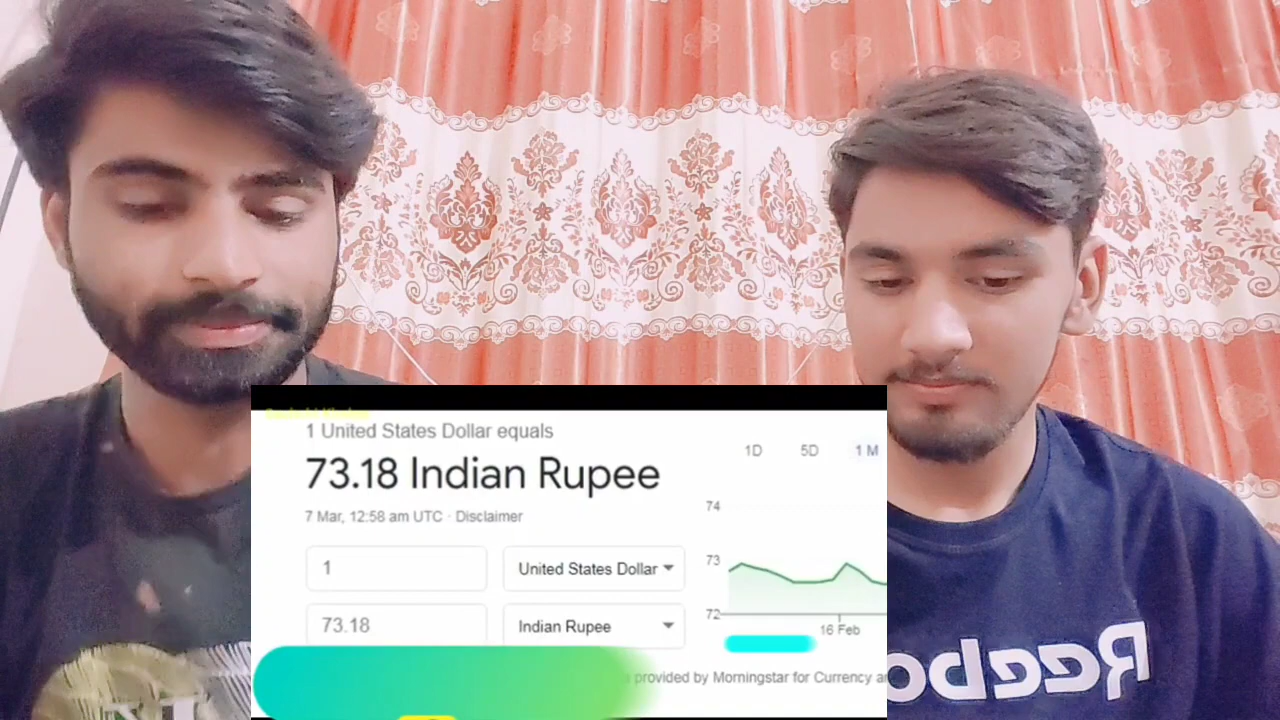 1 United States Dollar equals
73.18 Indian Rupee
7 Mar, 12:58 am UTC · Disclaimer
1
United States Dollar
73.18
Indian Rupee
1D 5D 1 M
74
73
72
16 Feb
provided by Morningstar for Currency
Reebo